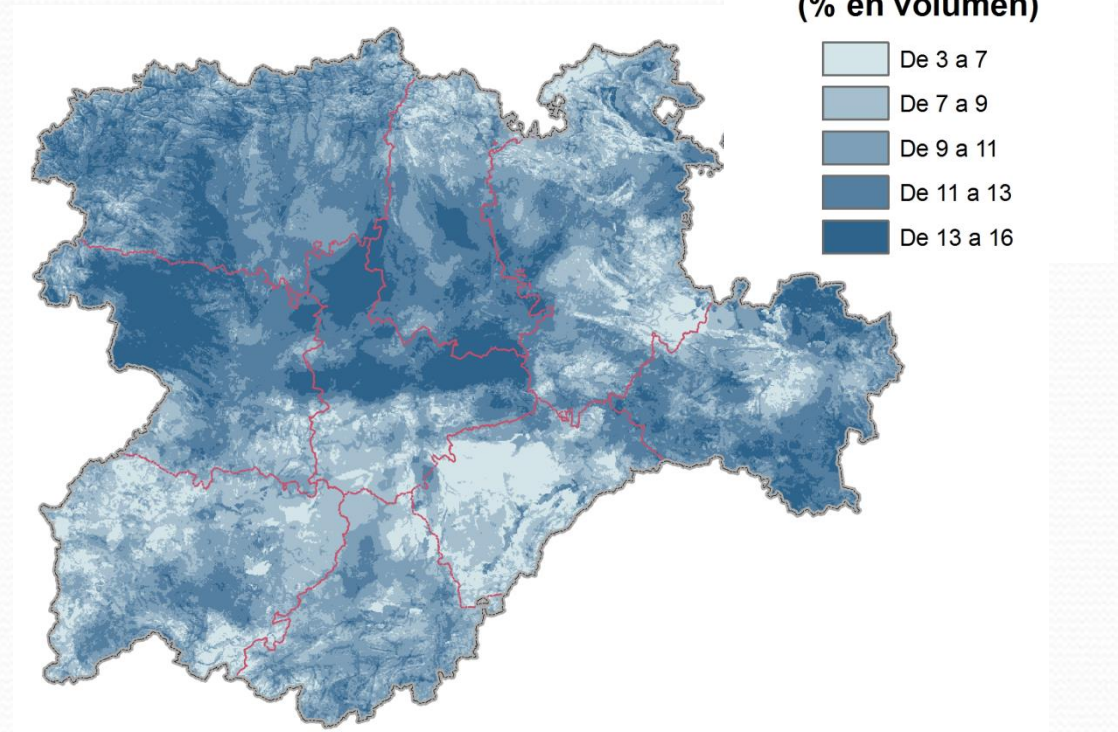 (% en volumen)
De 3 a 7
De 7 a 9
De 9 a 11
De 11 a 13
De 13 a 16